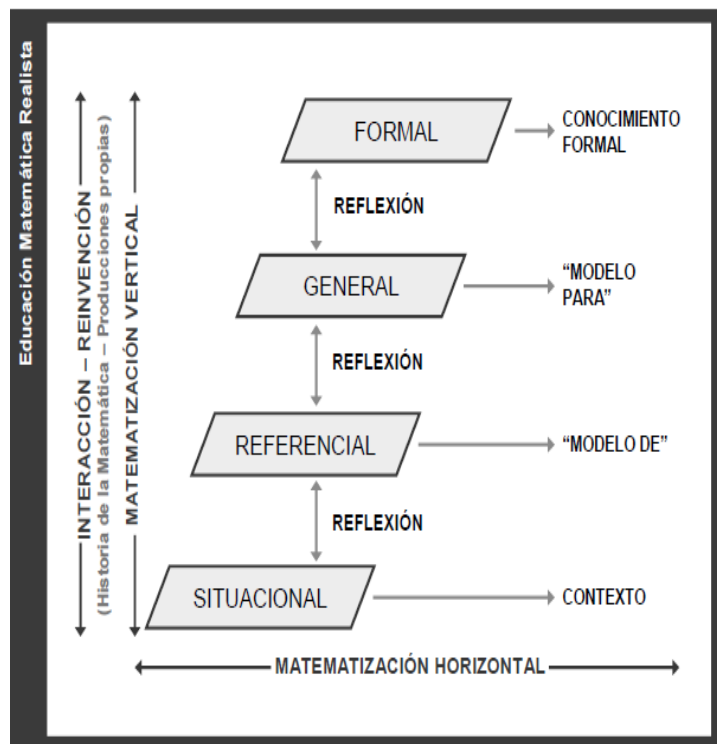 Educación Matemática Realista
INTERACCIÓN – REINVENCIÓN
(Historia de la Matemática – Producciones propias)
MATEMATIZACIÓN VERTICAL
FORMAL
CONOCIMIENTO
FORMAL
REFLEXIÓN
GENERAL
“MODELO
PARA”
REFLEXIÓN
REFERENCIAL
“MODELO DE”
REFLEXIÓN
SITUACIONAL
CONTEXTO
MATEMATIZACIÓN HORIZONTAL